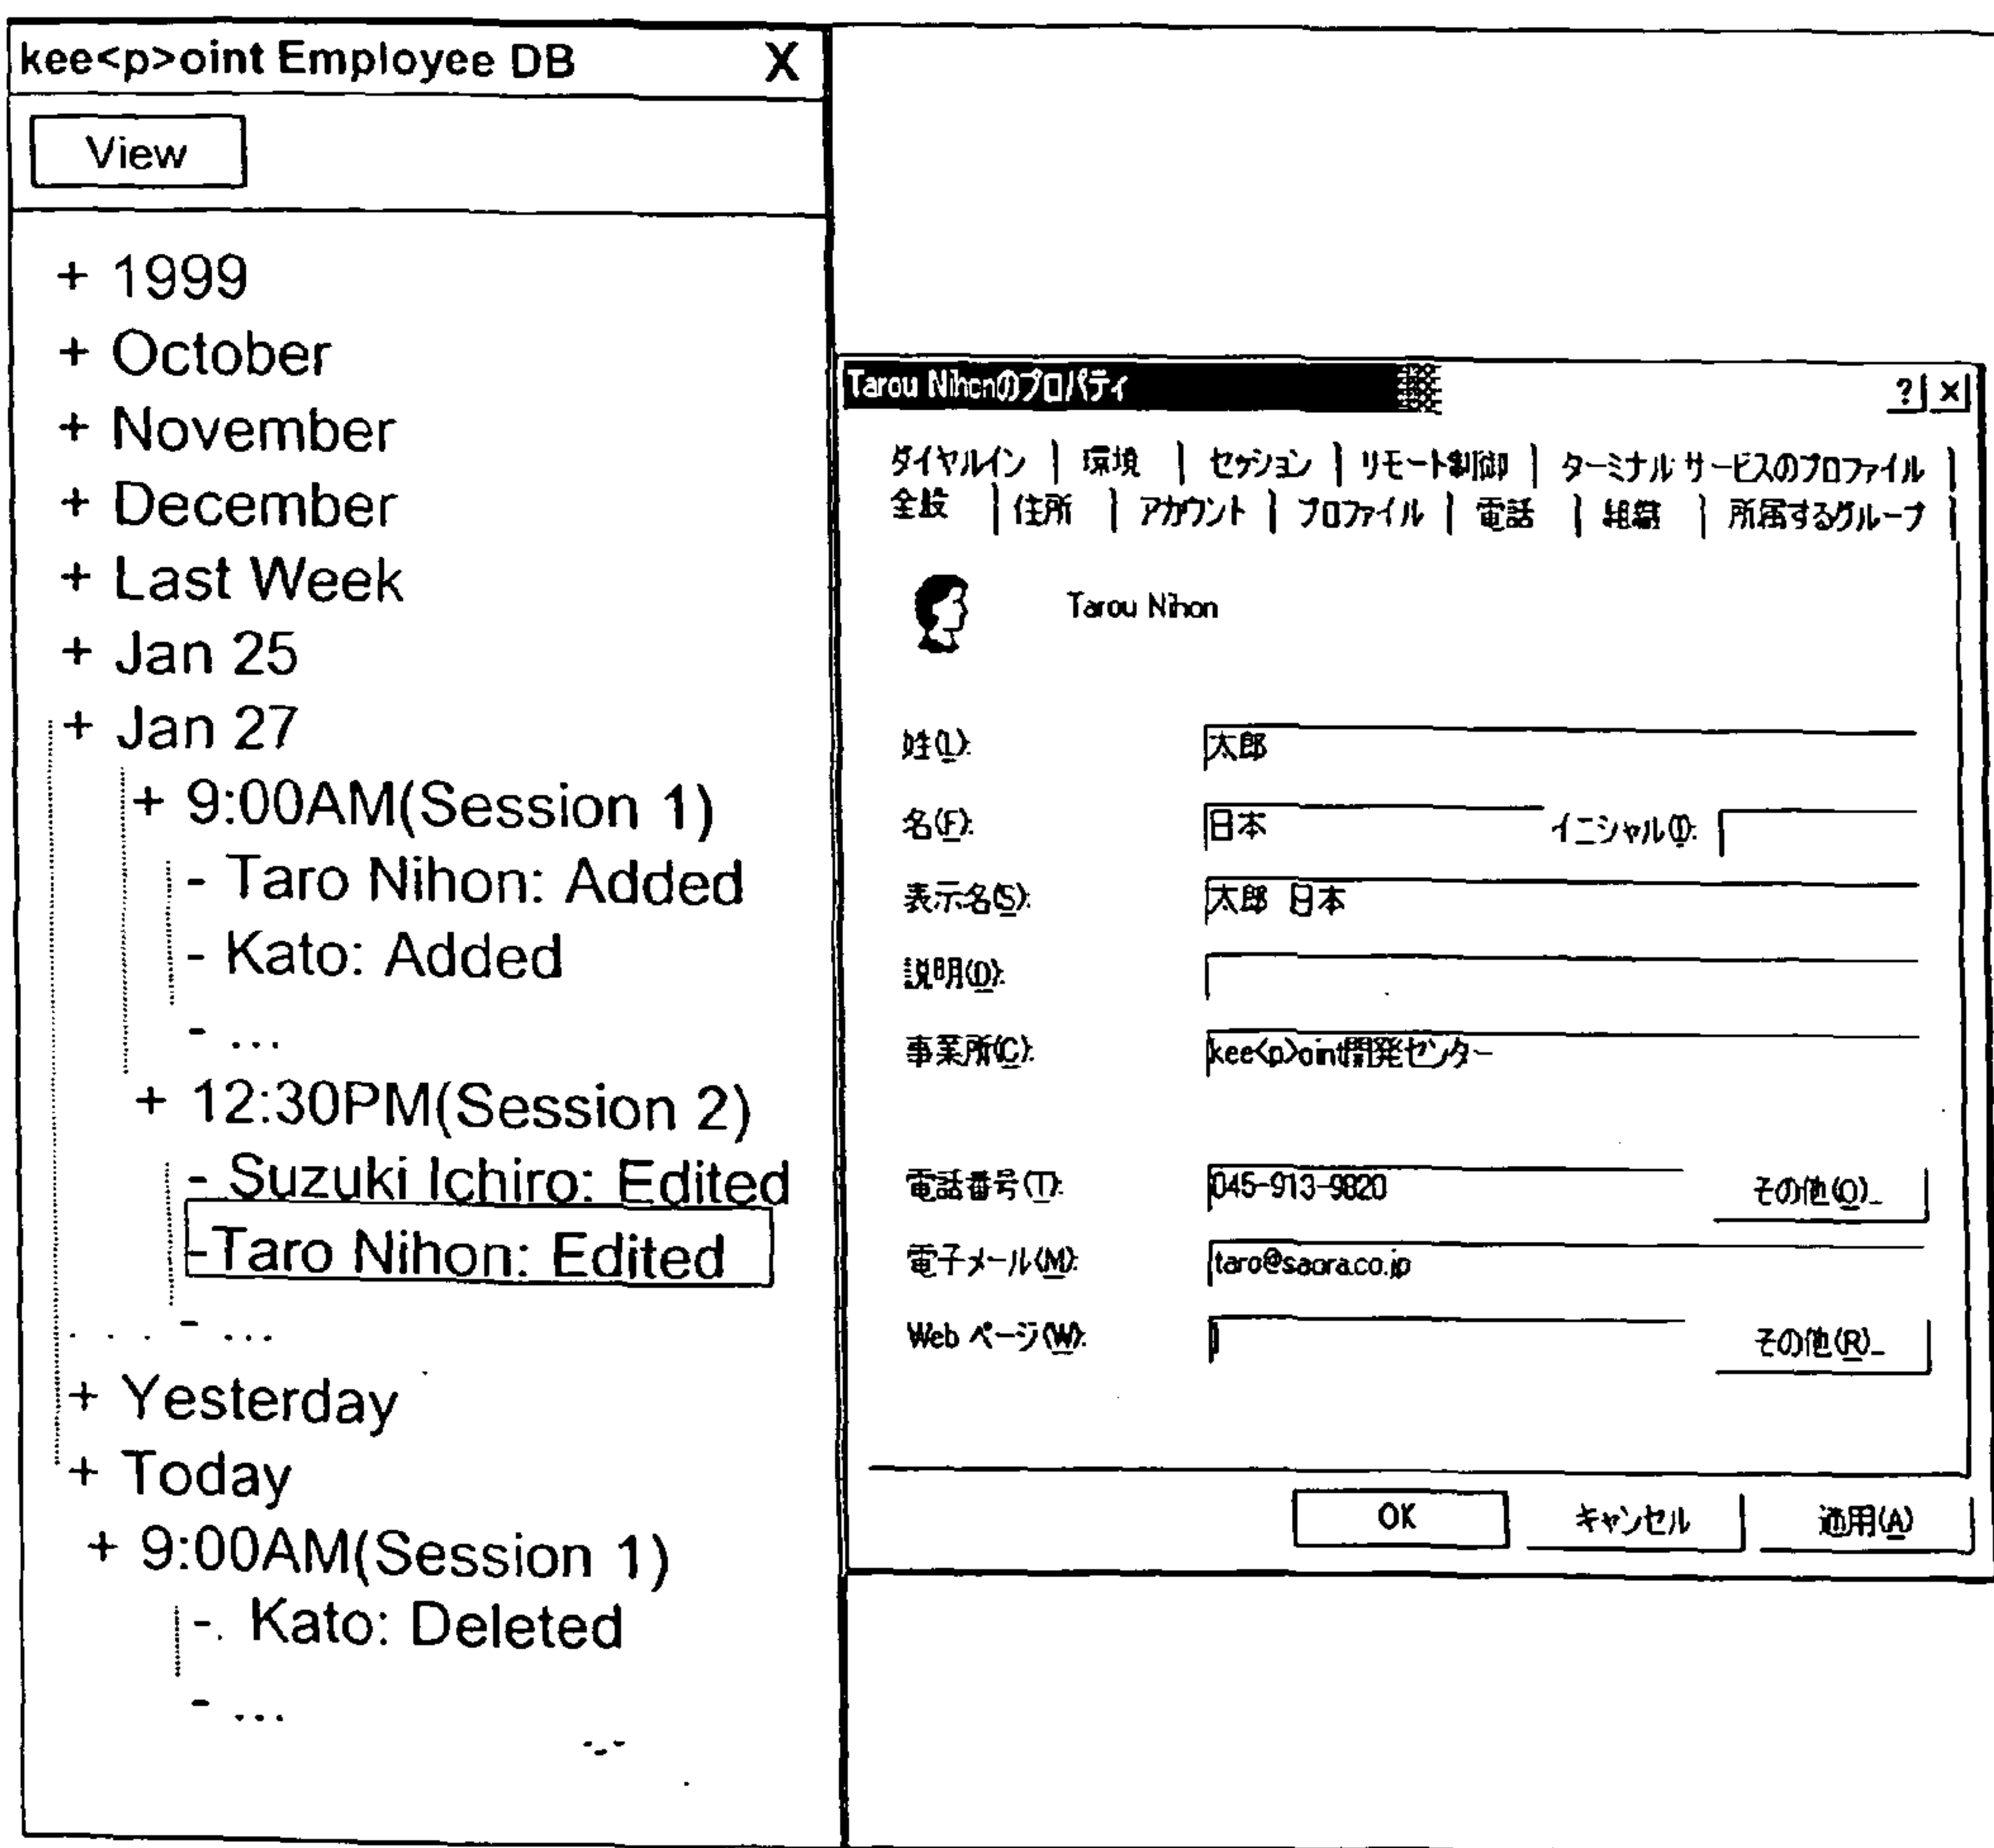 kee<p>oint Employee DB X
View
+ 1999
+ October
+ November
+ December
+ Last Week
+ Jan 25
+ Jan 27
+ 9:00AM(Session 1)
- Taro Nihon: Added
- Kato: Added
- ...
+ 12:30PM(Session 2)
- Suzuki Ichiro: Edited
-Taro Nihon: Edited
- ...
+ Yesterday
+ Today
+ 9:00AM(Session 1)
- Kato: Deleted
- ...
Tarou Nihonのプロパティ ? ×
ダイヤルイン | 環境 | セッション | リモート制御 | ターミナル サービスのプロファイル
全般 | 住所 | アカウント | プロファイル | 電話 | 組織 | 所属するグループ
Tarou Nihon
姓(L): 太郎
名(F): 日本 イニシャル(I):
表示名(S): 太郎 日本
説明(D):
事業所(C): kee<p>oint開発センター
電話番号(T): 045-913-9820 その他(O)...
電子メール(M): taro@saora.co.jp
Web ページ(W): その他(R)...
OK キャンセル 適用(A)